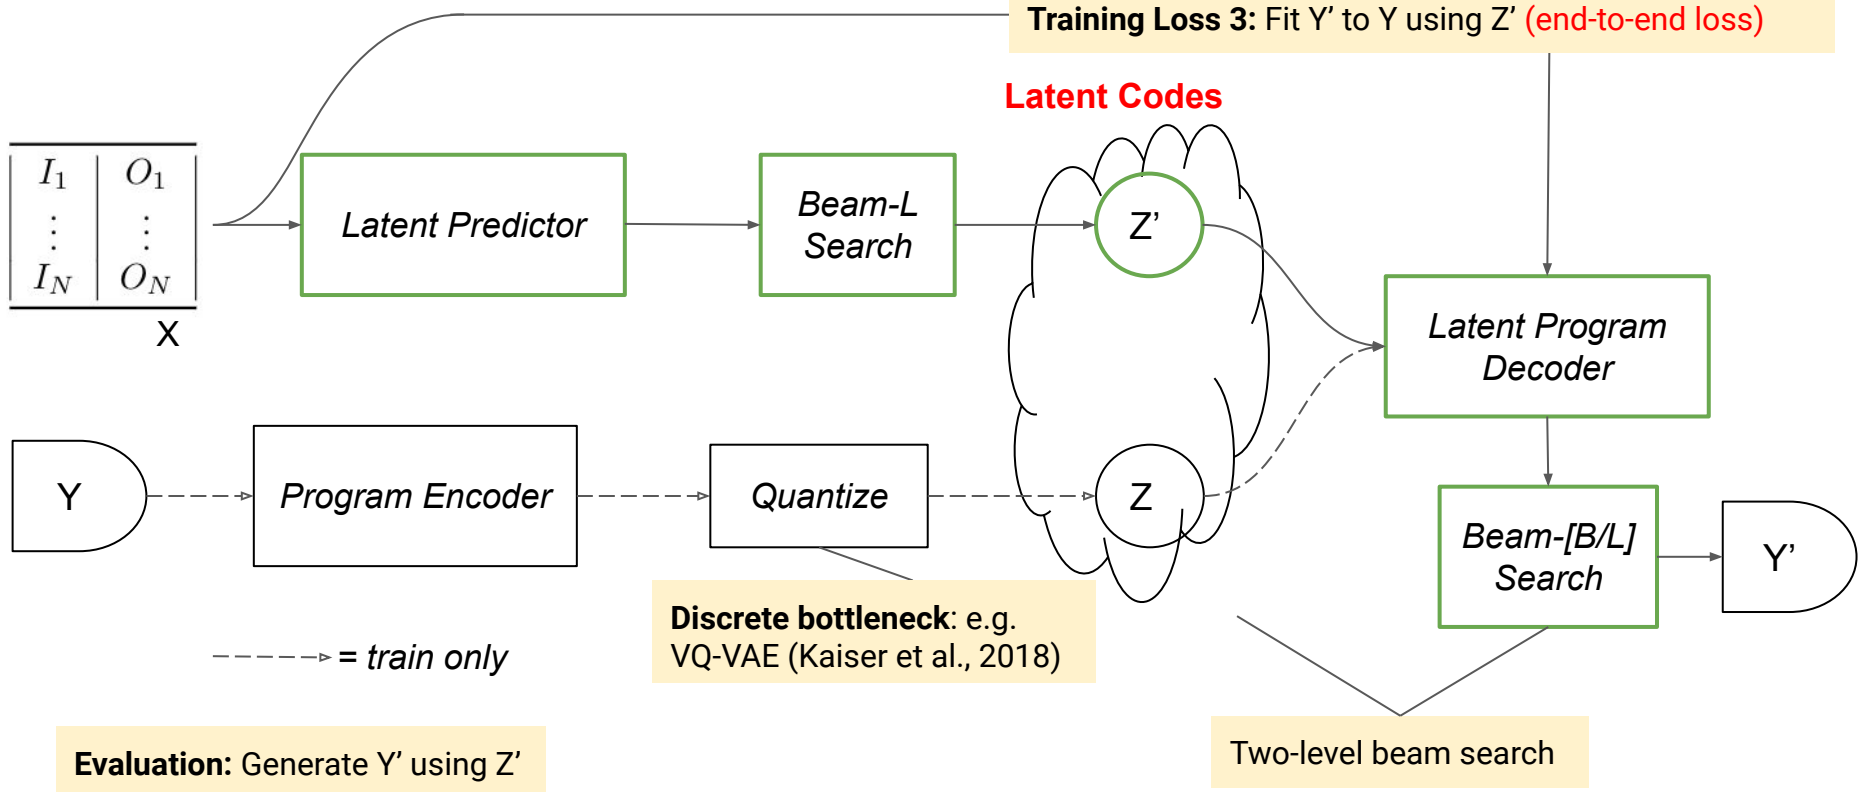 Training Loss 3: Fit Y’ to Y using Z’ (end-to-end loss)
Latent Codes
I₁ O₁
⋮ ⋮
I_N O_N
X
Latent Predictor
Beam-L
Search
Z’
Latent Program
Decoder
Y
Program Encoder
Quantize
Z
Beam-[B/L]
Search
Y’
Discrete bottleneck: e.g.
VQ-VAE (Kaiser et al., 2018)
= train only
Two-level beam search
Evaluation: Generate Y’ using Z’